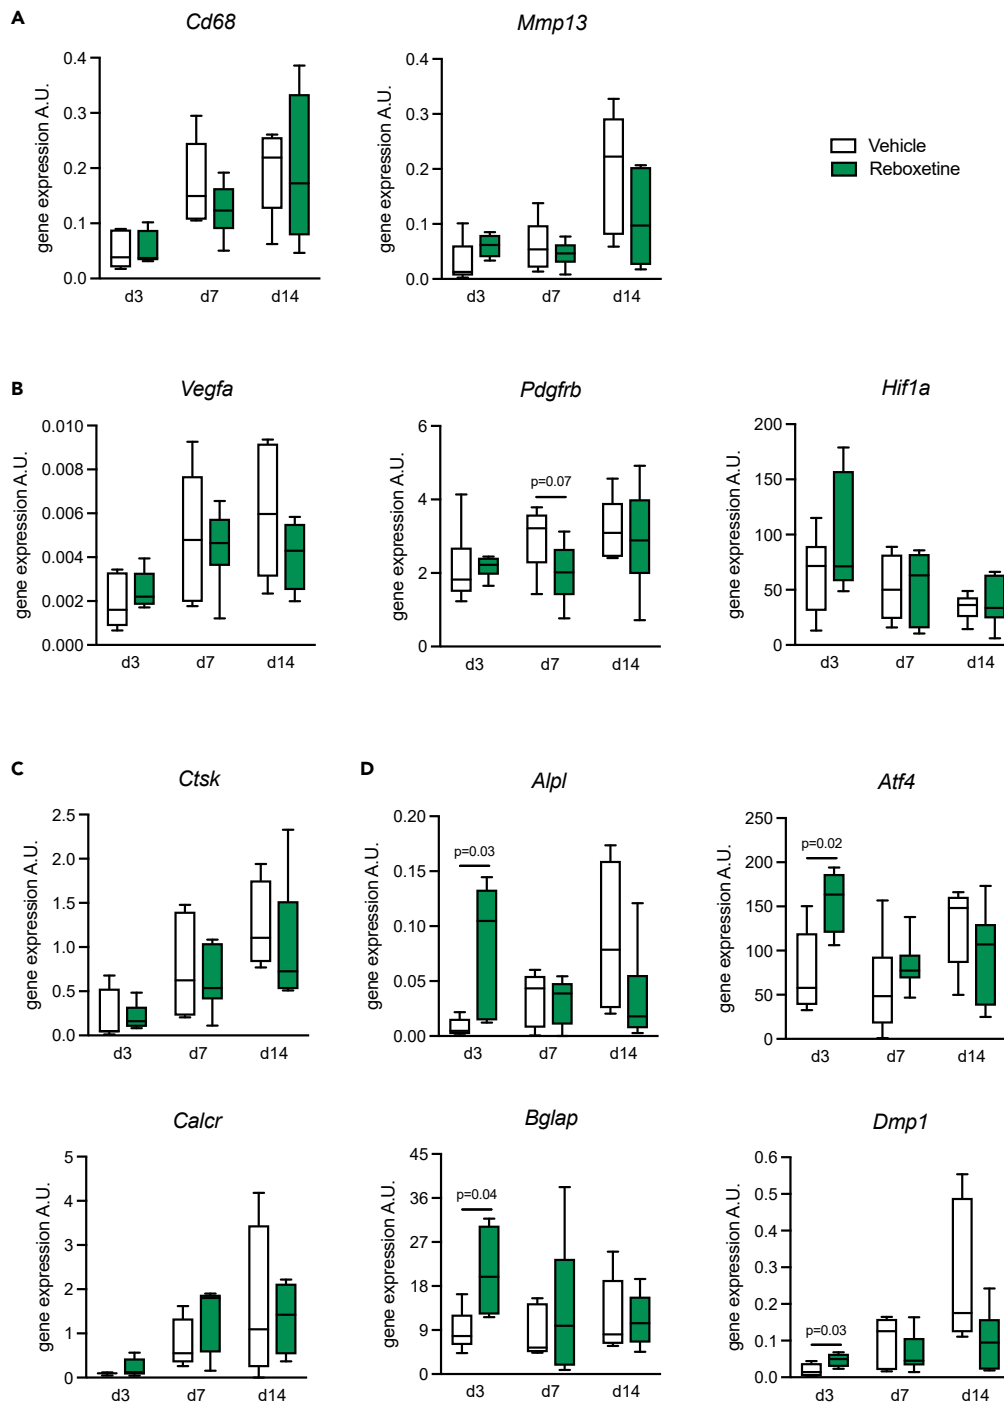 A
Cd68
gene expression A.U.
0.4
0.3
0.2
0.1
0.0
d3 d7 d14
Mmp13
gene expression A.U.
0.4
0.3
0.2
0.1
0.0
d3 d7 d14
Vehicle
Reboxetine
B
Vegfa
gene expression A.U.
0.010
0.008
0.006
0.004
0.002
0.000
d3 d7 d14
Pdgfrb
gene expression A.U.
6
4
2
0
p=0.07
d3 d7 d14
Hif1a
gene expression A.U.
200
150
100
50
0
d3 d7 d14
C
Ctsk
gene expression A.U.
2.5
2.0
1.5
1.0
0.5
0.0
d3 d7 d14
D
Alpl
gene expression A.U.
0.20
0.15
0.10
0.05
0.00
p=0.03
d3 d7 d14
Atf4
gene expression A.U.
250
200
150
100
50
0
p=0.02
d3 d7 d14
Calcr
gene expression A.U.
5
4
3
2
1
0
d3 d7 d14
Bglap
gene expression A.U.
45
36
27
18
9
0
p=0.04
d3 d7 d14
Dmp1
gene expression A.U.
0.6
0.5
0.4
0.3
0.2
0.1
0.0
p=0.03
d3 d7 d14